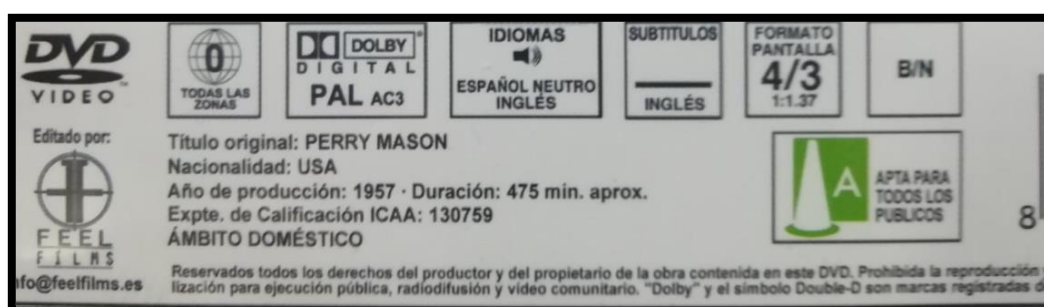 DVD
VIDEO
0
TODAS LAS
ZONAS
DOLBY
DIGITAL
PAL AC3
IDIOMAS
ESPAÑOL NEUTRO
INGLÉS
SUBTITULOS
INGLÉS
FORMATO
PANTALLA
4/3
1:1.37
B/N
Editado por:
FEEL
FILMS
nfo@feelfilms.es
Título original: PERRY MASON
Nacionalidad: USA
Año de producción: 1957 · Duración: 475 min. aprox.
Expte. de Calificación ICAA: 130759
ÁMBITO DOMÉSTICO
A
APTA PARA
TODOS LOS
PUBLICOS
8
Reservados todos los derechos del productor y del propietario de la obra contenida en este DVD. Prohibida la reproducción
lización para ejecución pública, radiodifusión y vídeo comunitario. "Dolby" y el símbolo Double-D son marcas registradas d